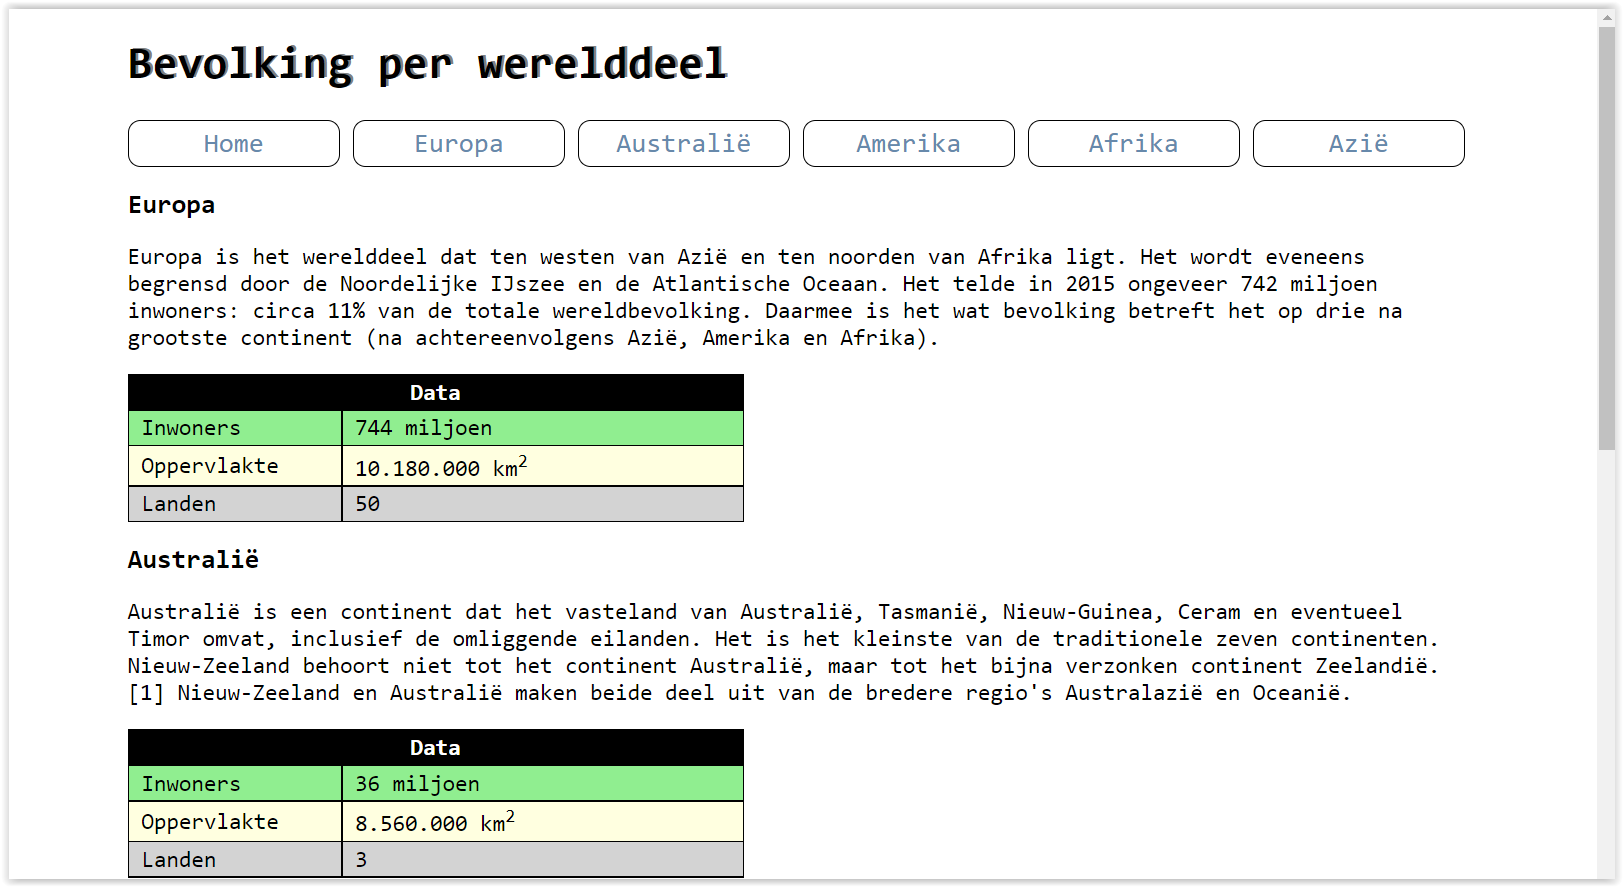 Bevolking per werelddeel
Home Europa Australië Amerika Afrika Azië
Europa
Europa is het werelddeel dat ten westen van Azië en ten noorden van Afrika ligt. Het wordt eveneens
begrensd door de Noordelijke IJszee en de Atlantische Oceaan. Het telde in 2015 ongeveer 742 miljoen
inwoners: circa 11% van de totale wereldbevolking. Daarmee is het wat bevolking betreft het op drie na
grootste continent (na achtereenvolgens Azië, Amerika en Afrika).
Data
Inwoners 744 miljoen
Oppervlakte 10.180.000 km²
Landen 50
Australië
Australië is een continent dat het vasteland van Australië, Tasmanië, Nieuw-Guinea, Ceram en eventueel
Timor omvat, inclusief de omliggende eilanden. Het is het kleinste van de traditionele zeven continenten.
Nieuw-Zeeland behoort niet tot het continent Australië, maar tot het bijna verzonken continent Zeelandië.
[1] Nieuw-Zeeland en Australië maken beide deel uit van de bredere regio's Australazië en Oceanië.
Data
Inwoners 36 miljoen
Oppervlakte 8.560.000 km²
Landen 3